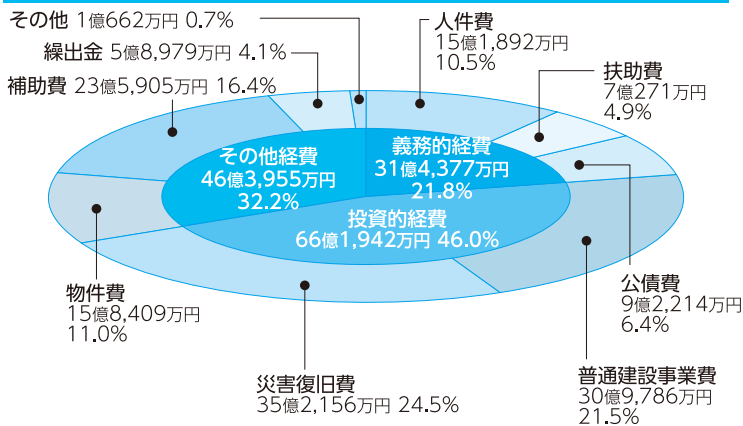 その他 1億662万円 0.7%
繰出金 5億8,979万円 4.1%
補助費 23億5,905万円 16.4%
人件費
15億1,892万円
10.5%
扶助費
7億271万円
4.9%
その他経費
46億3,955万円
32.2%
義務的経費
31億4,377万円
21.8%
投資的経費
66億1,942万円 46.0%
物件費
15億8,409万円
11.0%
公債費
9億2,214万円
6.4%
災害復旧費
35億2,156万円 24.5%
普通建設事業費
30億9,786万円
21.5%